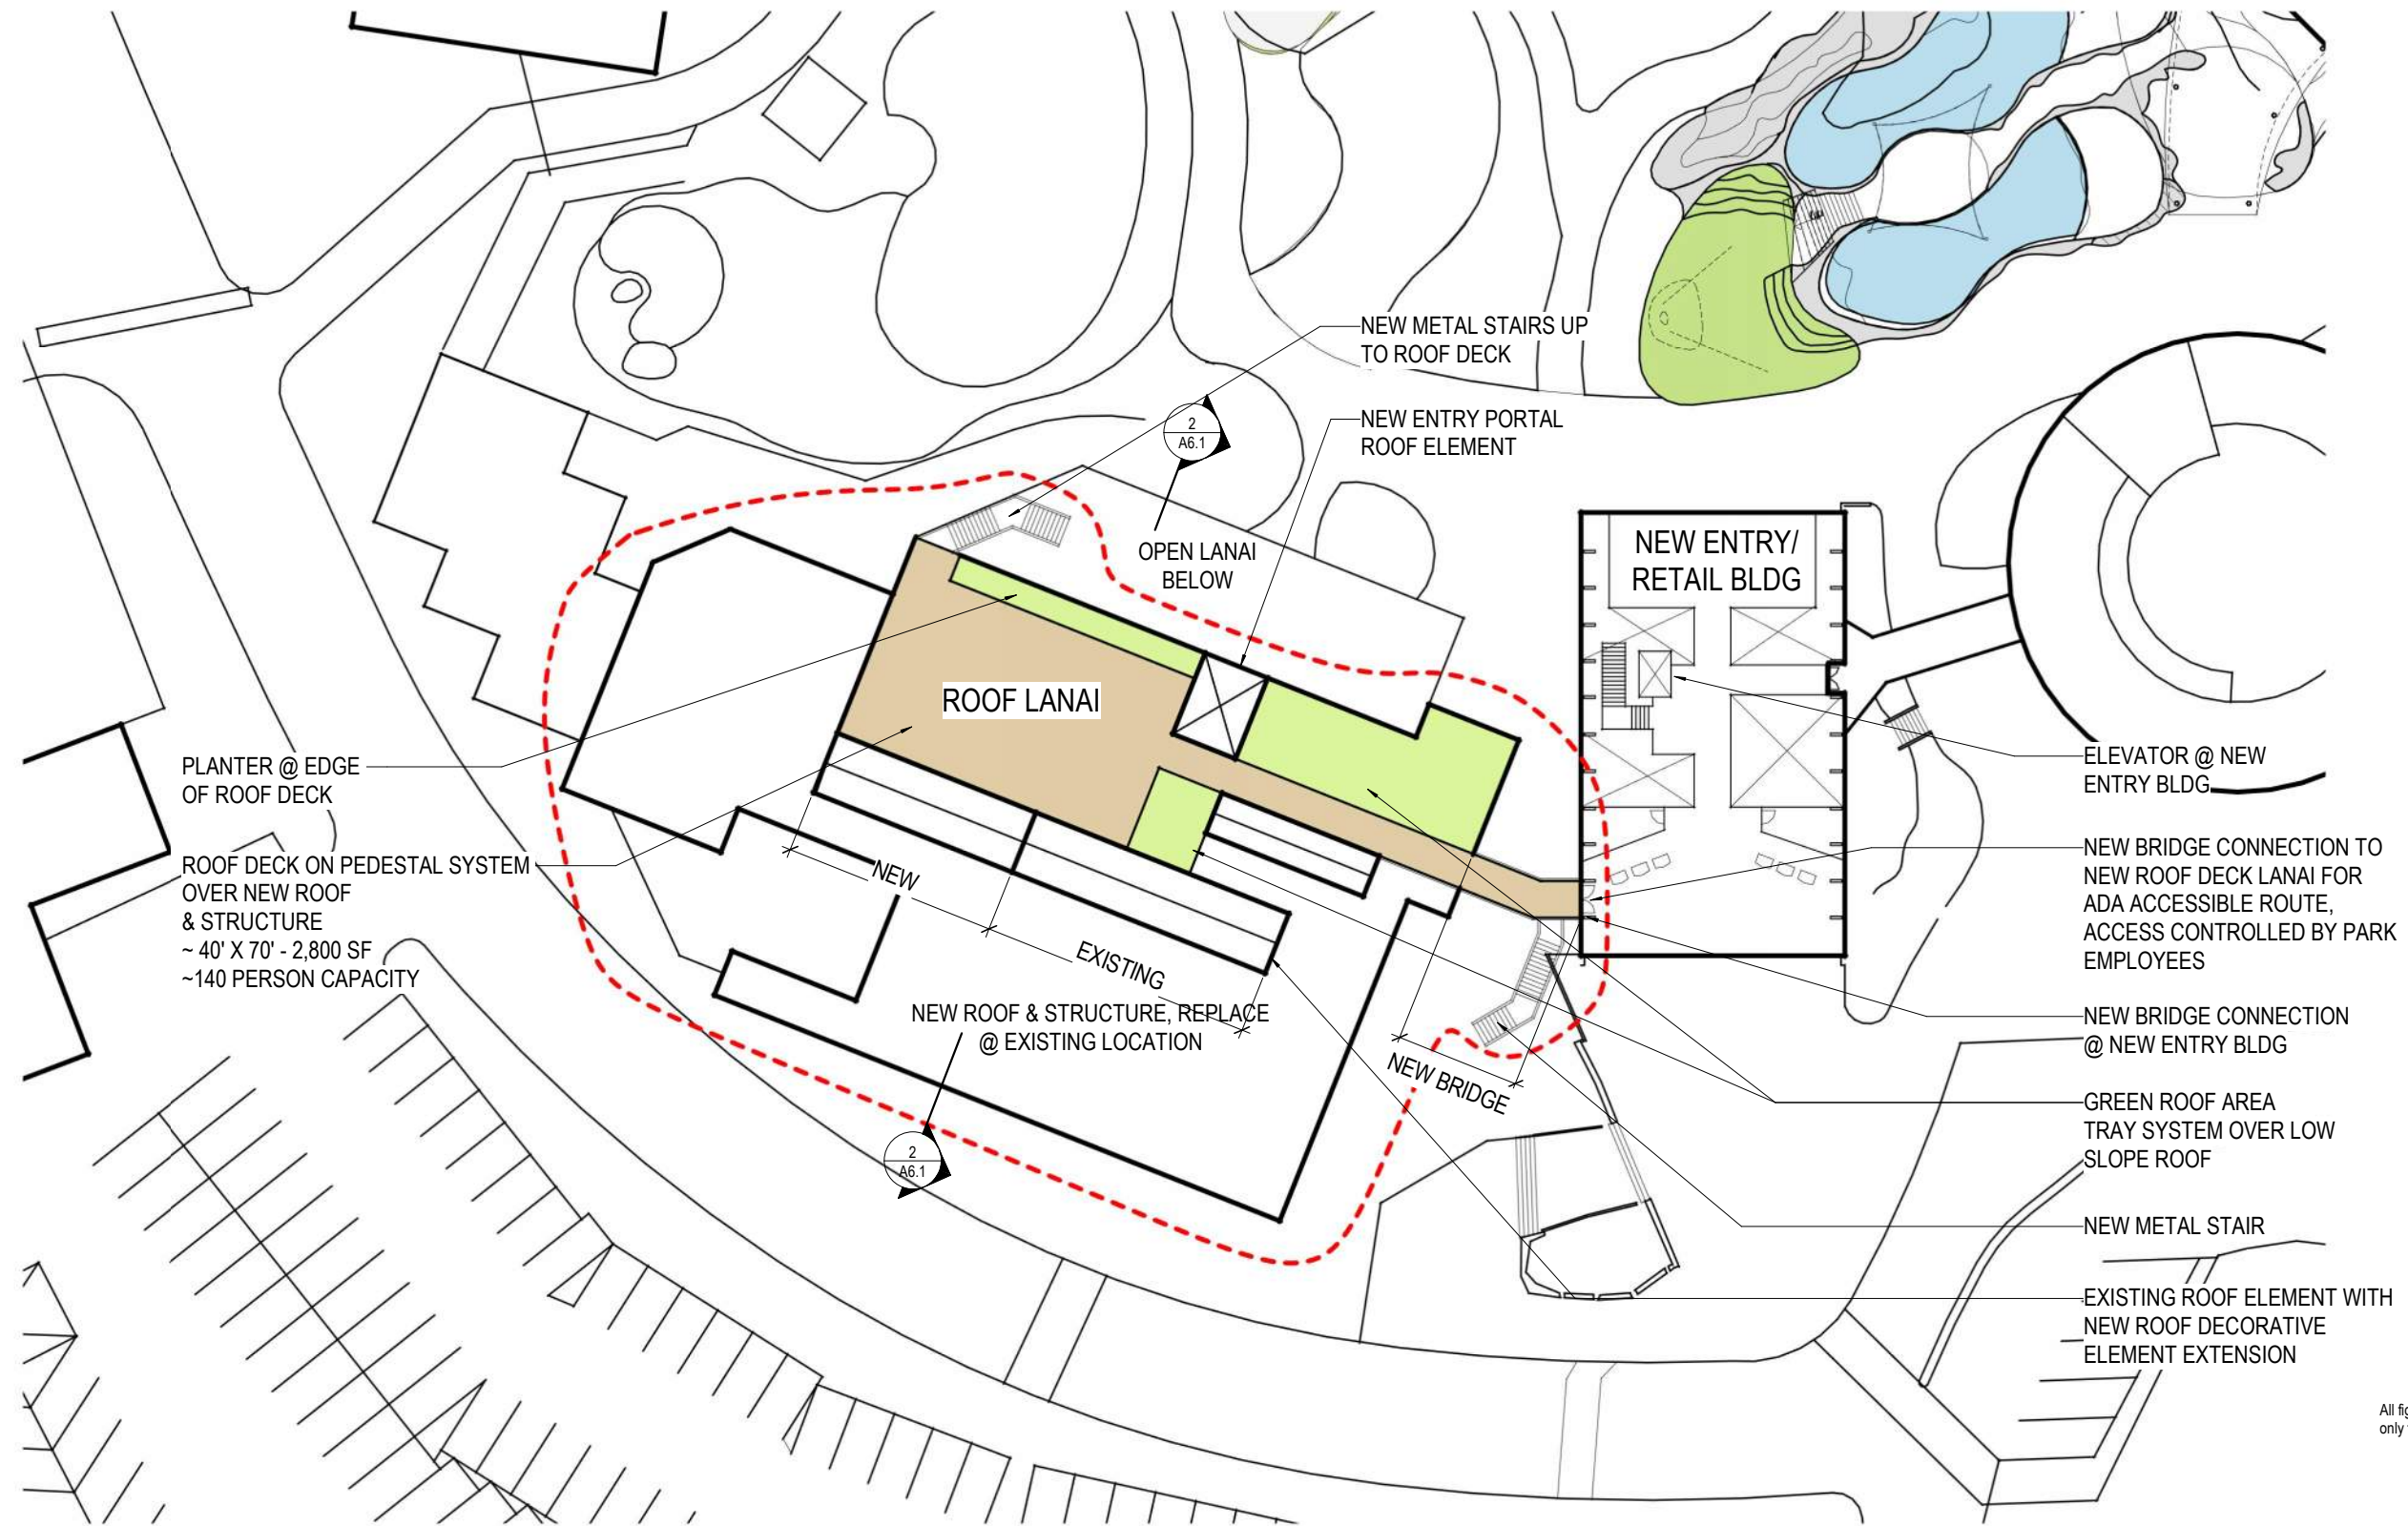 NEW METAL STAIRS UP
TO ROOF DECK
NEW ENTRY PORTAL
ROOF ELEMENT
2
A6.1
OPEN LANAI
BELOW
NEW ENTRY/
RETAIL BLDG
ROOF LANAI
PLANTER @ EDGE
OF ROOF DECK
ROOF DECK ON PEDESTAL SYSTEM
OVER NEW ROOF
& STRUCTURE
~ 40' X 70' - 2,800 SF
~140 PERSON CAPACITY
NEW
EXISTING
NEW ROOF & STRUCTURE, REPLACE
@ EXISTING LOCATION
2
A6.1
NEW BRIDGE
ELEVATOR @ NEW
ENTRY BLDG
NEW BRIDGE CONNECTION TO
NEW ROOF DECK LANAI FOR
ADA ACCESSIBLE ROUTE,
ACCESS CONTROLLED BY PARK
EMPLOYEES
NEW BRIDGE CONNECTION
@ NEW ENTRY BLDG
GREEN ROOF AREA
TRAY SYSTEM OVER LOW
SLOPE ROOF
NEW METAL STAIR
EXISTING ROOF ELEMENT WITH
NEW ROOF DECORATIVE
ELEMENT EXTENSION
All
only